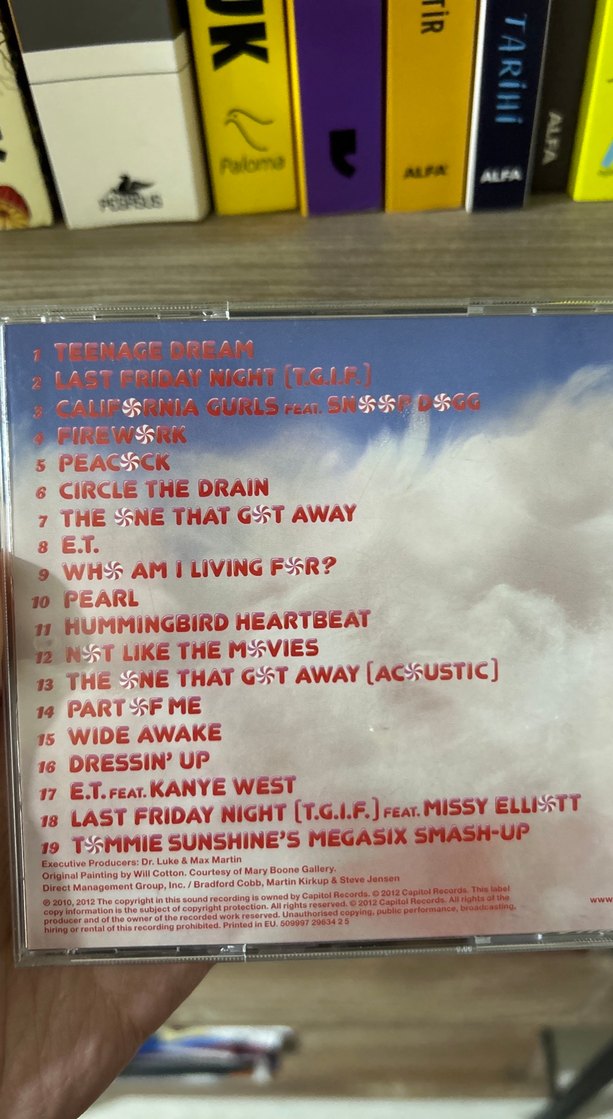 UK
Paloma
PEGASUS
TİR
ALFA
TARİHİ
ALFA
ALFA
1 TEENAGE DREAM
2 LAST FRIDAY NIGHT [T.G.I.F.]
3 CALIFORNIA GURLS FEAT. SNOOP DOGG
4 FIREWORK
5 PEACOCK
6 CIRCLE THE DRAIN
7 THE ONE THAT GOT AWAY
8 E.T.
9 WHO AM I LIVING FOR?
10 PEARL
11 HUMMINGBIRD HEARTBEAT
12 NOT LIKE THE MOVIES
13 THE ONE THAT GOT AWAY [ACOUSTIC]
14 PART OF ME
15 WIDE AWAKE
16 DRESSIN' UP
17 E.T. FEAT. KANYE WEST
18 LAST FRIDAY NIGHT [T.G.I.F.] FEAT. MISSY ELLIOTT
19 TOMMIE SUNSHINE'S MEGASIX SMASH-UP
Executive Producers: Dr. Luke & Max Martin
Original Painting by Will Cotton. Courtesy of Mary Boone Gallery.
Direct Management Group, Inc. / Bradford Cobb, Martin Kirkup & Steve Jensen
℗ 2010, 2012 The copyright in this sound recording is owned by Capitol Records. © 2012 Capitol Records. This label
copy information is the subject of copyright protection. All rights reserved. © 2012 Capitol Records. All rights of the
producer and of the owner of the recorded work reserved. Unauthorised copying, public performance, broadcasting,
hiring or rental of this recording prohibited. Printed in EU. 509997 29634 2 5
www